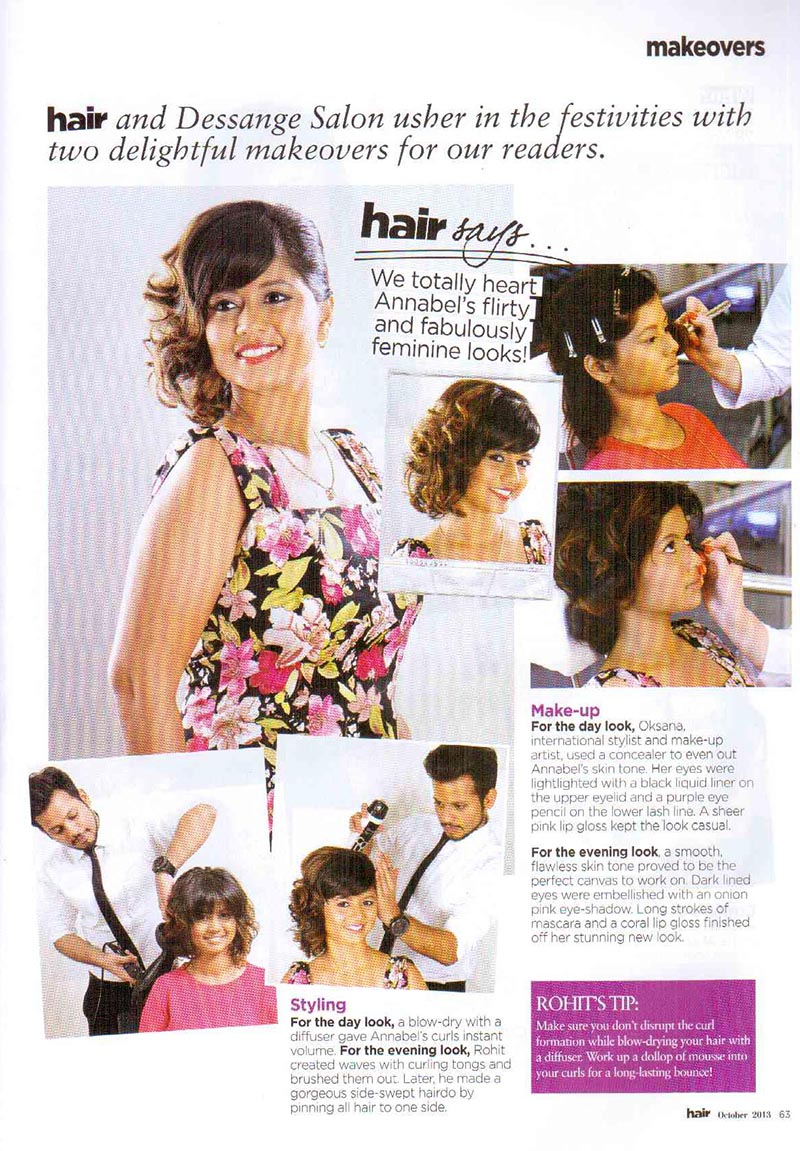 makeovers
hair and Dessange Salon usher in the festivities with
two delightful makeovers for our readers.
hair says...
We totally heart
Annabel's flirty
and fabulously
feminine looks!
Make-up
For the day look, Oksana,
international stylist and make-up
artist, used a concealer to even out
Annabel's skin tone. Her eyes were
lightlighted with a black liquid liner on
the upper eyelid and a purple eye
pencil on the lower lash line. A sheer
pink lip gloss kept the look casual.
For the evening look, a smooth,
flawless skin tone proved to be the
perfect canvas to work on. Dark lined
eyes were embellished with an onion
pink eye-shadow. Long strokes of
mascara and a coral lip gloss finished
off her stunning new look.
Styling
For the day look, a blow-dry with a
diffuser gave Annabel's curls instant
volume. For the evening look, Rohit
created waves with curling tongs and
brushed them out. Later, he made a
gorgeous side-swept hairdo by
pinning all hair to one side.
ROHIT'S TIP:
Make sure you don't disrupt the curl
formation while blow-drying your hair with
a diffuser. Work up a dollop of mousse into
your curls for a long-lasting bounce!
hair October 2013 63